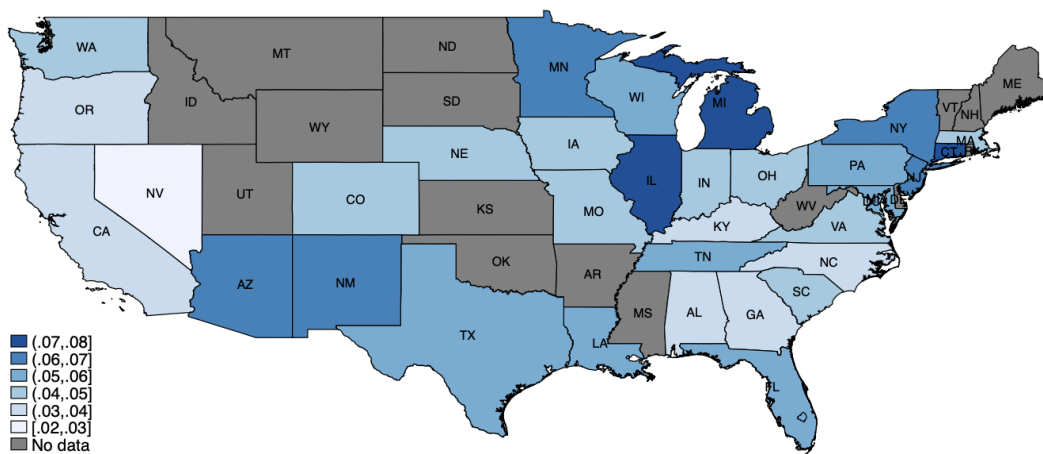 WA
MT
ND
MN
ME
VT
NH
OR
ID
SD
WI
MI
NY
MA
CT
WY
IA
PA
NJ
NE
NV
UT
CO
IL
IN
OH
WV
DE
KS
MO
KY
VA
CA
TN
NC
AZ
NM
OK
AR
SC
MS
AL
GA
TX
LA
FL
(.07,.08]
(.06,.07]
(.05,.06]
(.04,.05]
(.03,.04]
[.02,.03]
No data